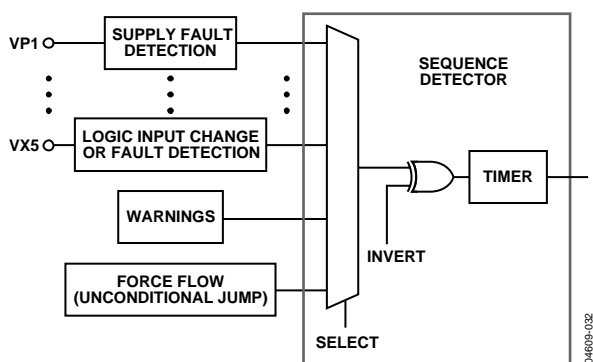 VP1
SUPPLY FAULT
DETECTION
SEQUENCE
DETECTOR
VX5
LOGIC INPUT CHANGE
OR FAULT DETECTION
TIMER
WARNINGS
INVERT
FORCE FLOW
(UNCONDITIONAL JUMP)
SELECT
04609-032